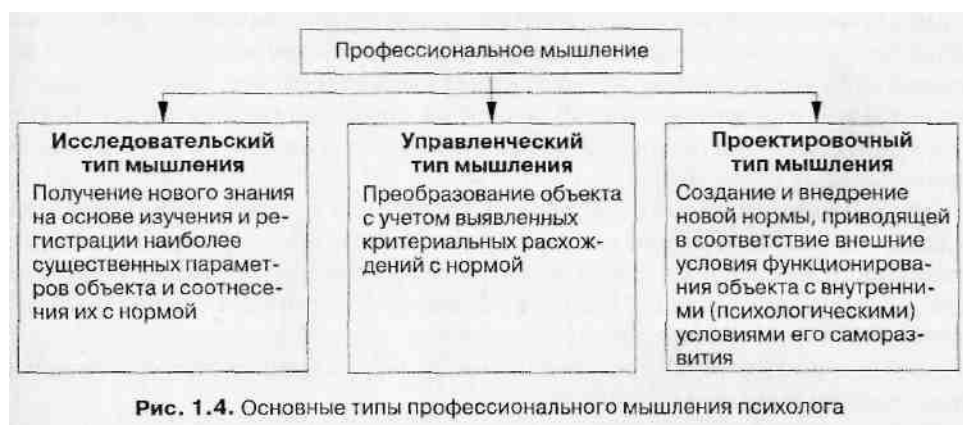 Профессиональное мышление
Исследовательский
тип мышления
Получение нового знания
на основе изучения и ре-
гистрации наиболее
существенных парамет-
ров объекта и соотнесе-
ния их с нормой
Управленческий
тип мышления
Преобразование объекта
с учетом выявленных
критериальных расхож-
дений с нормой
Проектировочный
тип мышления
Создание и внедрение
новой нормы, приводящей
в соответствие внешние
условия функционирова-
ния объекта с внутренни-
ми (психологическими)
условиями его самораз-
вития
Рис. 1.4. Основные типы профессионального мышления психолога